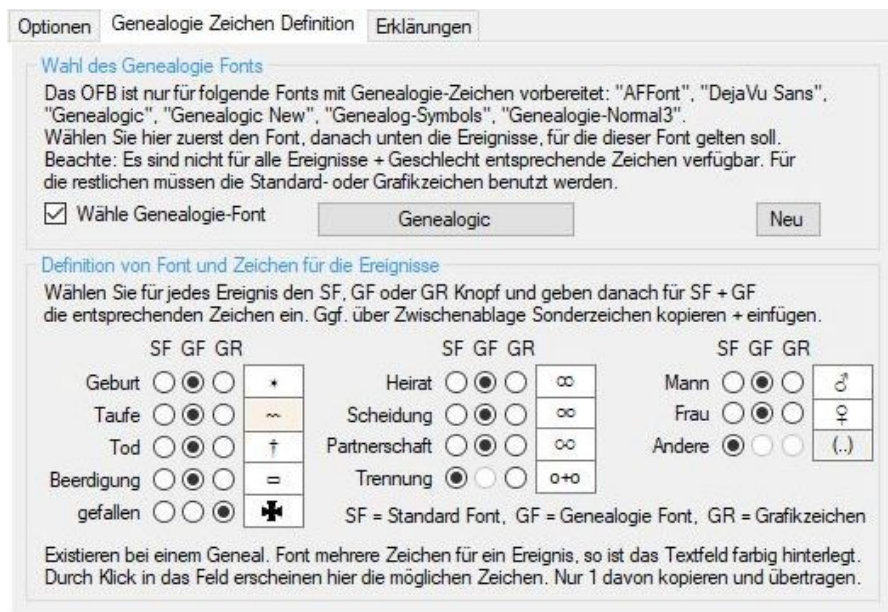 Optionen Genealogie Zeichen Definition Erklärungen
Wahl des Genealogie Fonts
Das OFB ist nur für folgende Fonts mit Genealogie-Zeichen vorbereitet: "AFFont", "DejaVu Sans",
"Genealogic", "Genealogic New", "Genealog-Symbols", "Genealogie-Normal3".
Wählen Sie hier zuerst den Font, danach unten die Ereignisse, für die dieser Font gelten soll.
Beachte: Es sind nicht für alle Ereignisse + Geschlecht entsprechende Zeichen verfügbar. Für
die restlichen müssen die Standard- oder Grafikzeichen benutzt werden.
Wähle Genealogie-Font Genealogic Neu
Definition von Font und Zeichen für die Ereignisse
Wählen Sie für jedes Ereignis den SF, GF oder GR Knopf und geben danach für SF + GF
die entsprechenden Zeichen ein. Ggf. über Zwischenablage Sonderzeichen kopieren + einfügen.
SF GF GR SF GF GR SF GF GR
Geburt * Heirat ⚭ Mann ♂
Taufe ~ Scheidung ⚮ Frau ♀
Tod † Partnerschaft ⚯ Andere (..)
Beerdigung ▭ Trennung o+o
gefallen ✠ SF = Standard Font, GF = Genealogie Font, GR = Grafikzeichen
Existieren bei einem Geneal. Font mehrere Zeichen für ein Ereignis, so ist das Textfeld farbig hinterlegt.
Durch Klick in das Feld erscheinen hier die möglichen Zeichen. Nur 1 davon kopieren und übertragen.